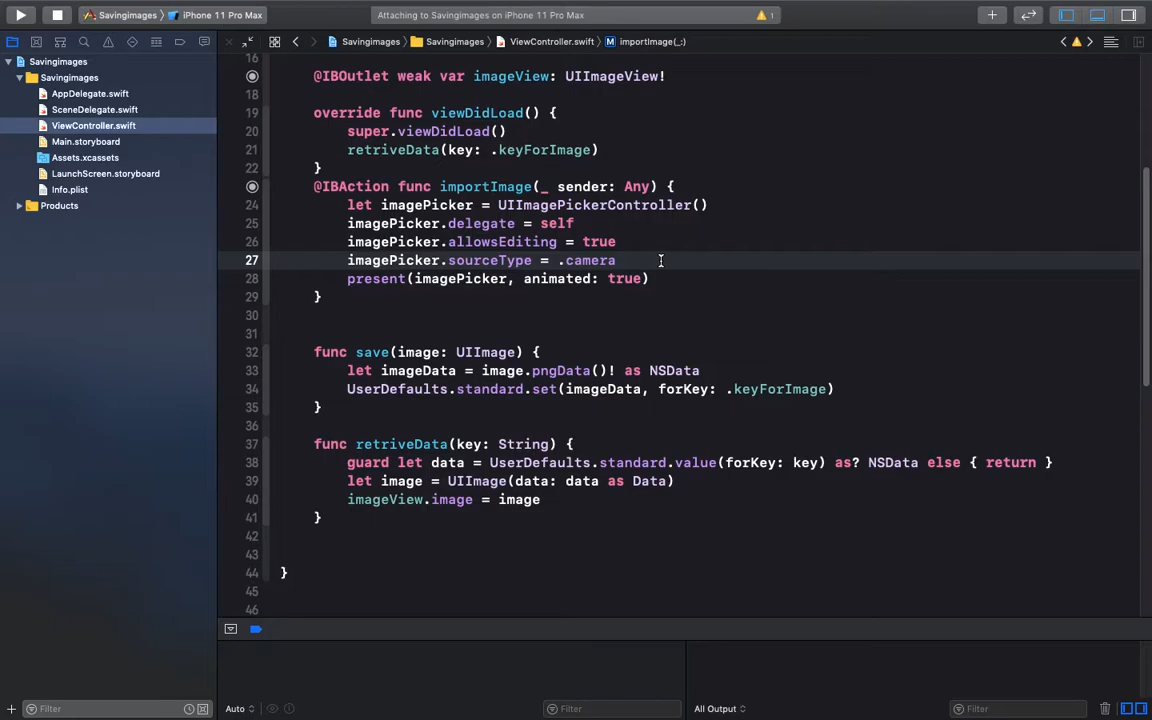 Savingimages
iPhone 11 Pro Max
Attaching to Savingimages on iPhone 11 Pro Max
1
Savingimages
Savingimages
ViewController.swift
M
importImage(_:)
Savingimages
Savingimages
AppDelegate.swift
SceneDelegate.swift
ViewController.swift
Main.storyboard
Assets.xcassets
LaunchScreen.storyboard
Info.plist
Products
16
@IBOutlet weak var imageView: UIImageView!
18
19 override func viewDidLoad() {
20 super.viewDidLoad()
21 retriveData(key: .keyForImage)
22 }
@IBAction func importImage(_ sender: Any) {
24 let imagePicker = UIImagePickerController()
25 imagePicker.delegate = self
26 imagePicker.allowsEditing = true
27 imagePicker.sourceType = .camera
28 present(imagePicker, animated: true)
29 }
30
31
32 func save(image: UIImage) {
33 let imageData = image.pngData()! as NSData
34 UserDefaults.standard.set(imageData, forKey: .keyForImage)
35 }
36
37 func retriveData(key: String) {
38 guard let data = UserDefaults.standard.value(forKey: key) as? NSData else { return }
39 let image = UIImage(data: data as Data)
40 imageView.image = image
41 }
42
43
44 }
45
46
Filter
Auto
Filter
All Output
Filter